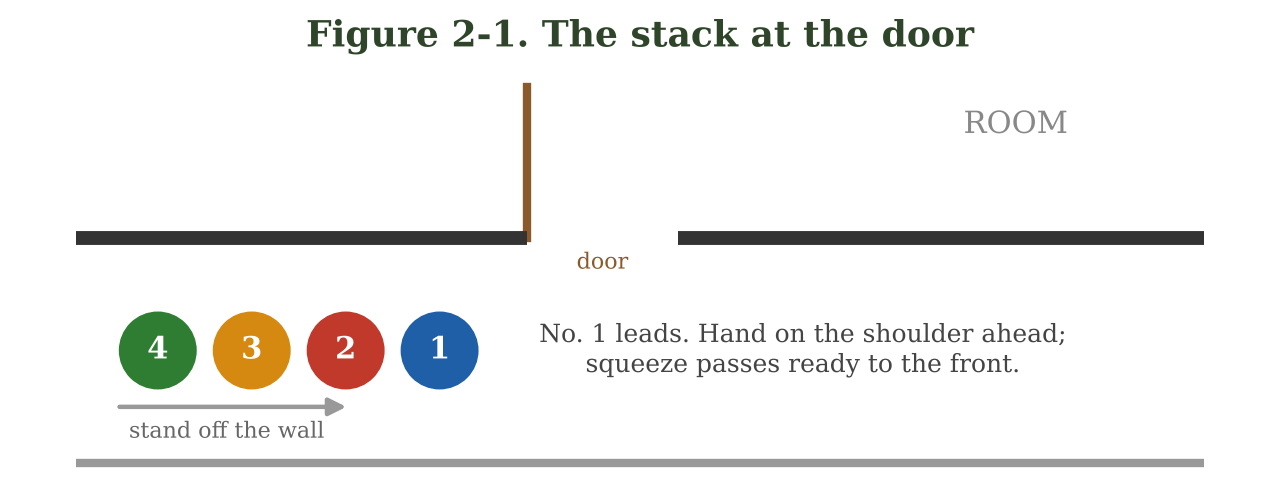 Figure 2-1. The stack at the door
ROOM
door
4 3 2 1
No. 1 leads. Hand on the shoulder ahead;
squeeze passes ready to the front.
stand off the wall